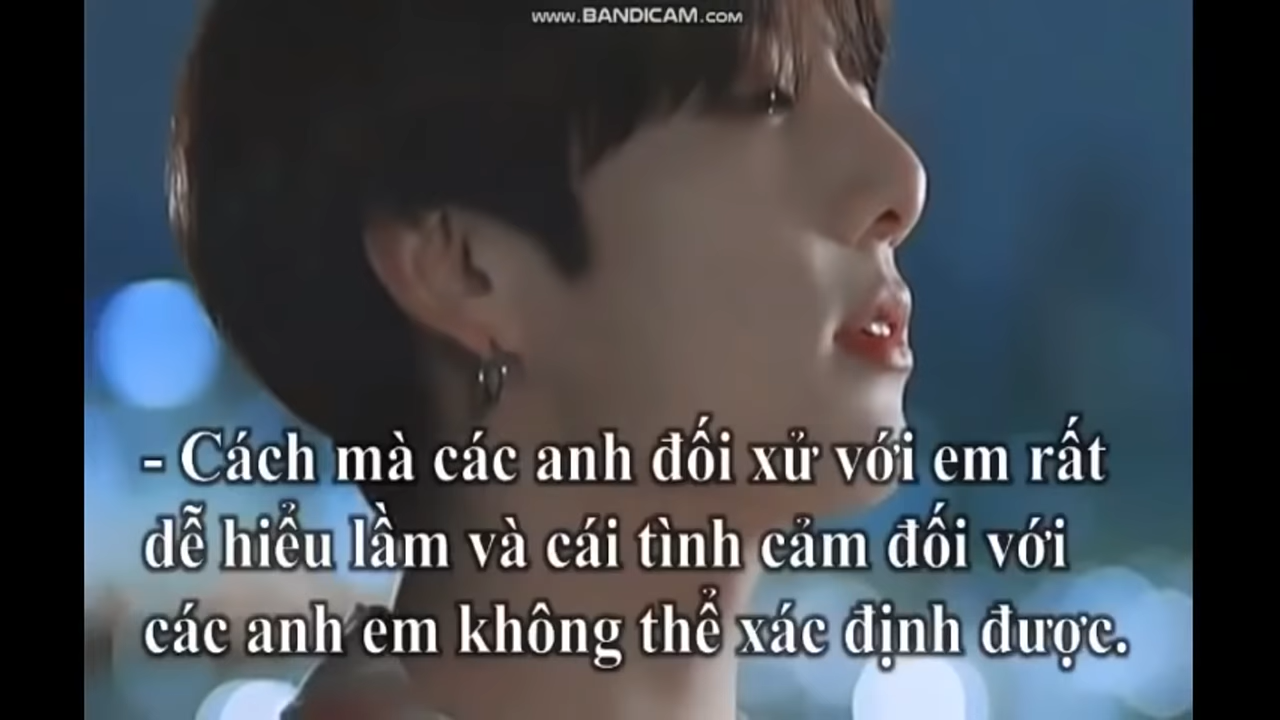 www.BANDICAM.com
- Cách mà các anh đối xử với em rất
dễ hiểu lầm và cái tình cảm đối với
các anh em không thể xác định được.